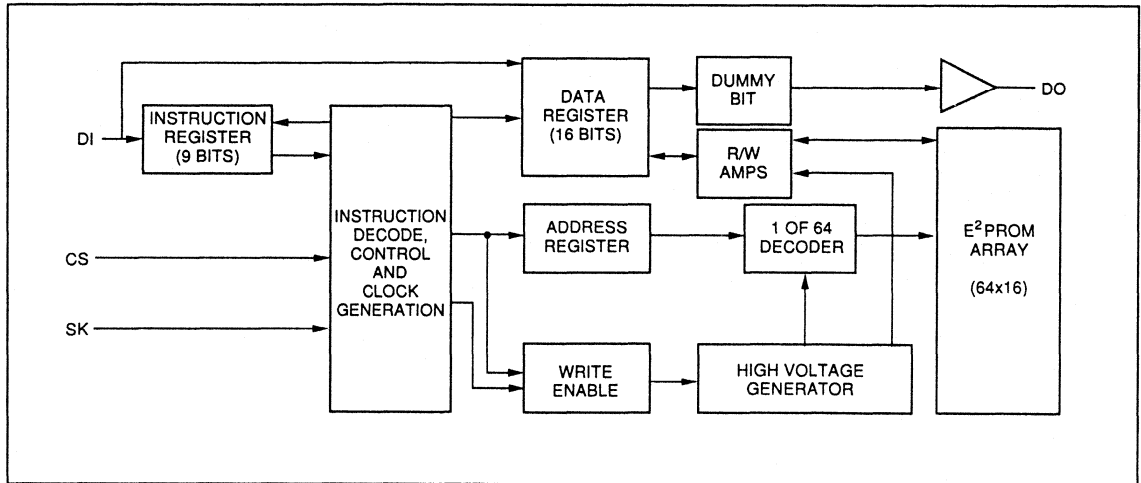 DI
INSTRUCTION
REGISTER
(9 BITS)
CS
SK
INSTRUCTION
DECODE,
CONTROL
AND
CLOCK
GENERATION
DATA
REGISTER
(16 BITS)
DUMMY
BIT
DO
R/W
AMPS
ADDRESS
REGISTER
1 OF 64
DECODER
E²PROM
ARRAY
(64x16)
WRITE
ENABLE
HIGH VOLTAGE
GENERATOR